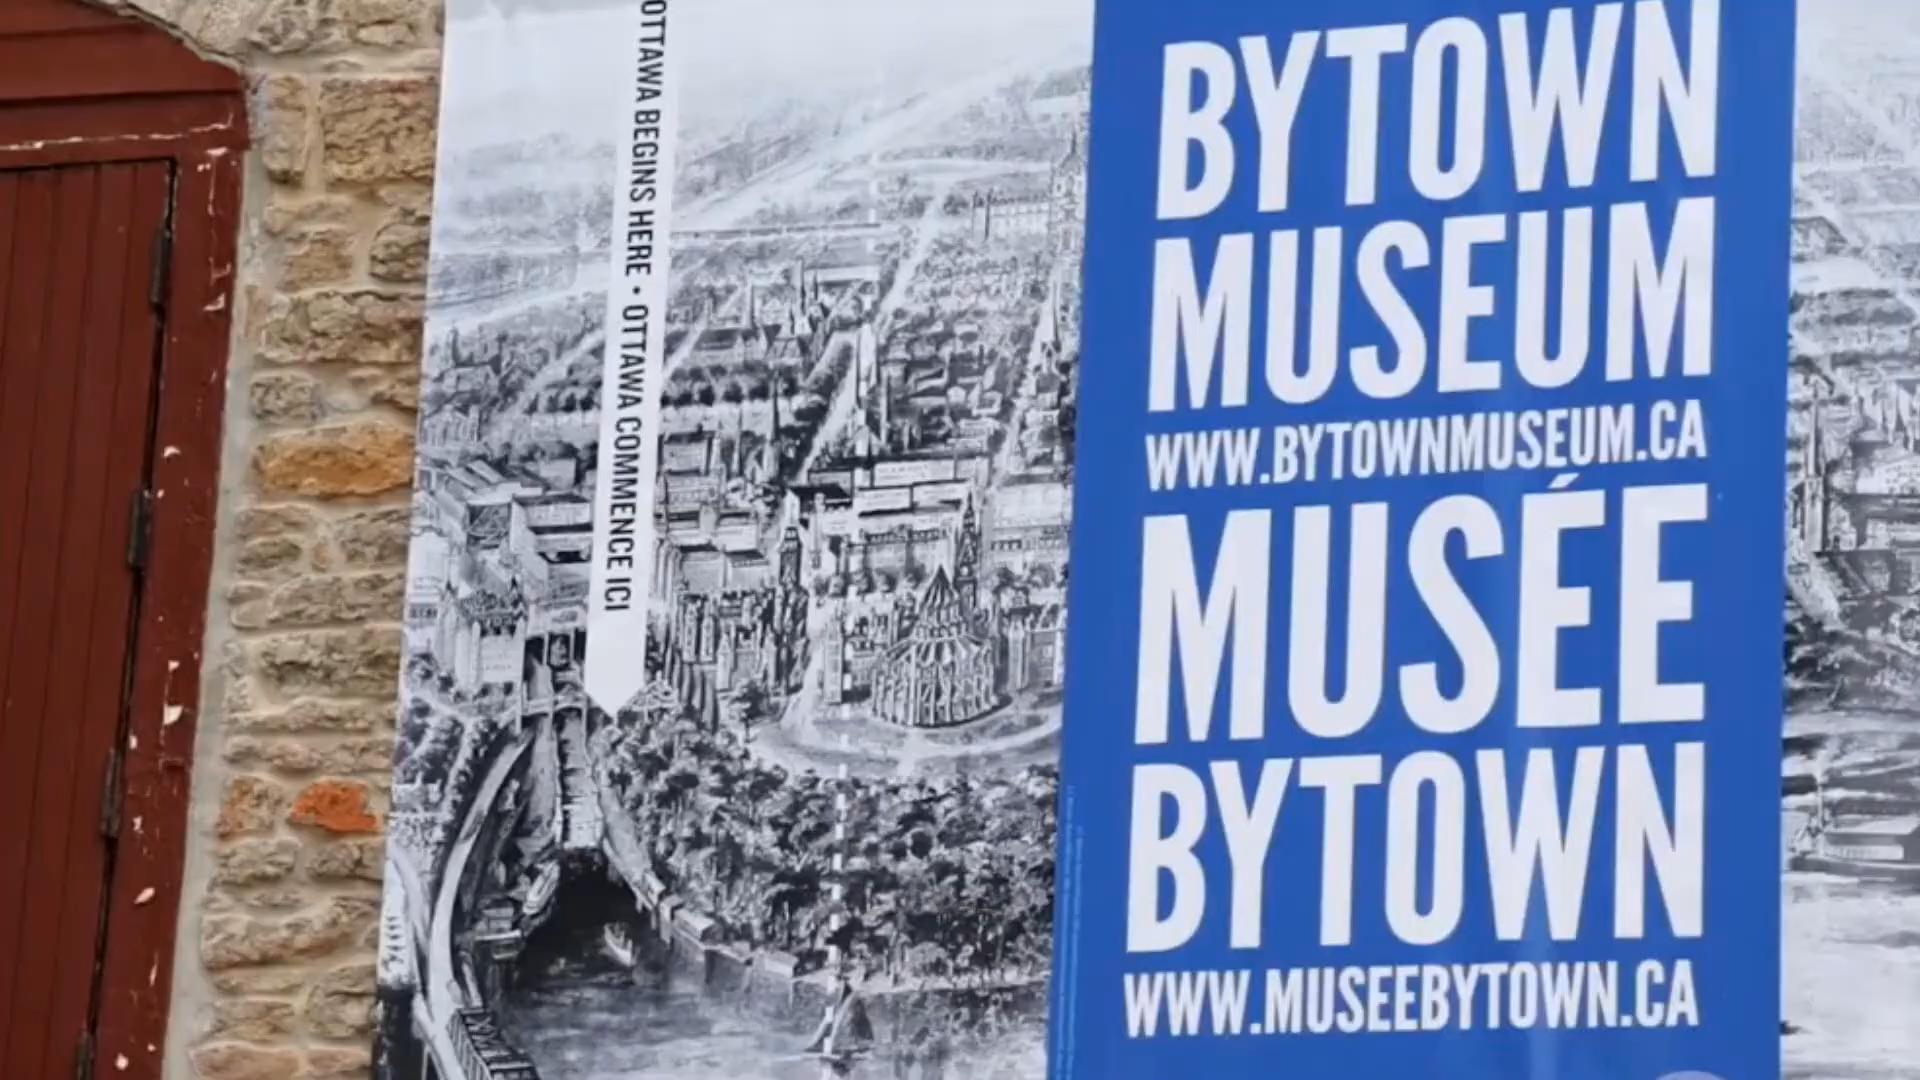 OTTAWA BEGINS HERE • OTTAWA COMMENCE ICI
BYTOWN
MUSEUM
WWW.BYTOWNMUSEUM.CA
MUSÉE
BYTOWN
WWW.MUSEEBYTOWN.CA